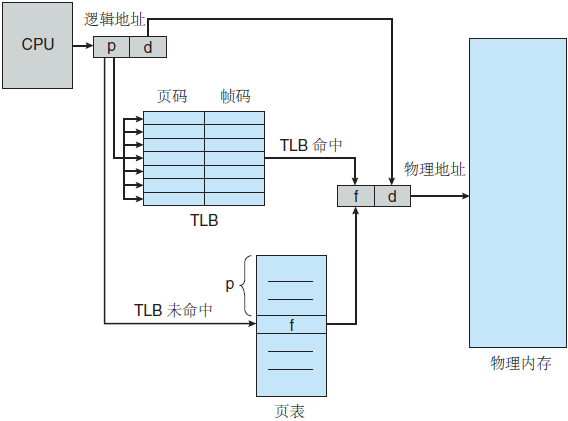 逻辑地址
CPU
p d
页码 帧码
TLB 命中
物理地址
f d
TLB
p
TLB 未命中
f
页表
物理内存